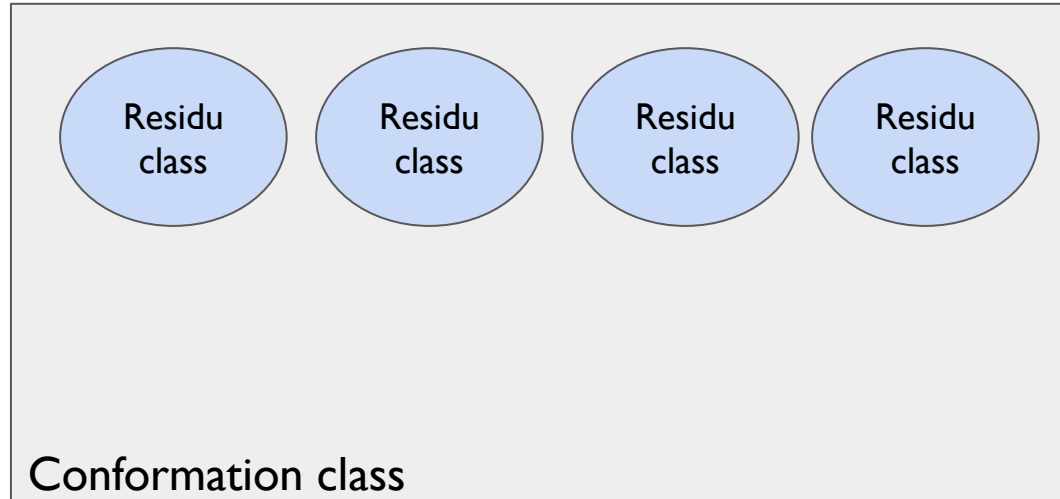 Residu
class
Residu
class
Residu
class
Residu
class
Conformation class